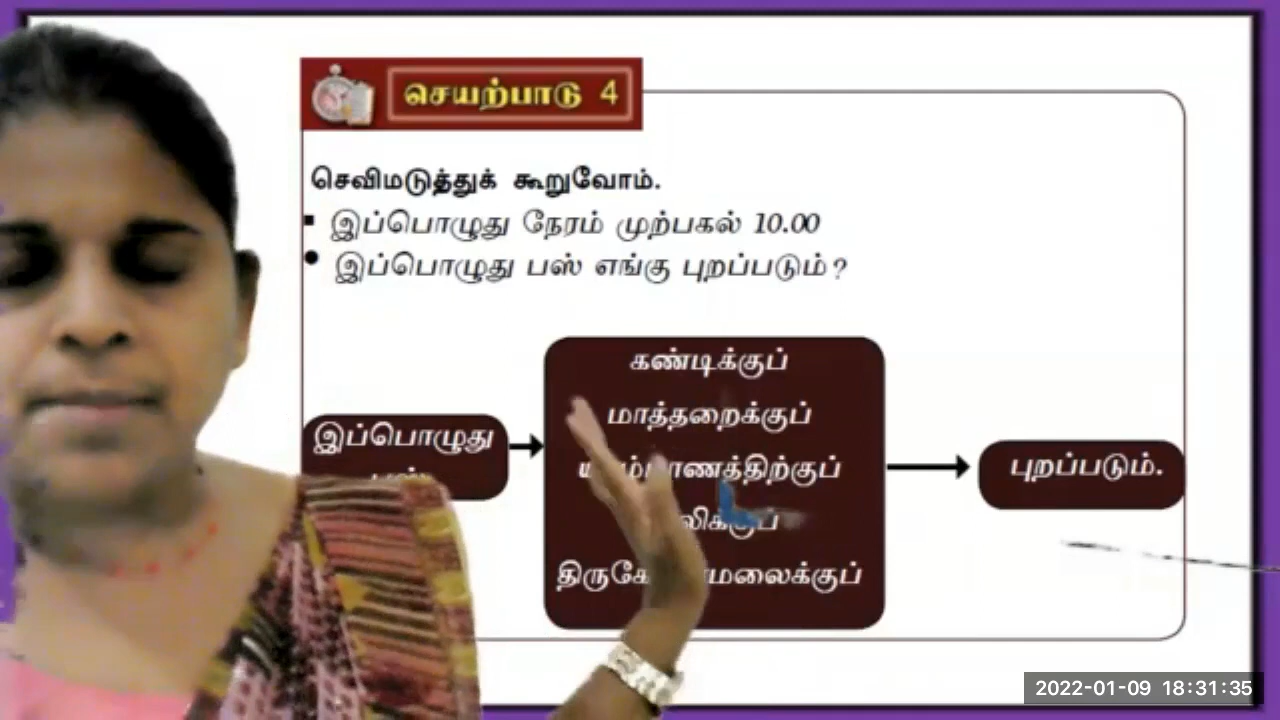 செயற்பாடு 4
செவிமடுத்துக் கூறுவோம்.
▪ இப்பொழுது நேரம் முற்பகல் 10.00
• இப்பொழுது பஸ் எங்கு புறப்படும்?
கண்டிக்குப்
மாத்தறைக்குப்
இப்பொழுது
புறப்படும்.
2022-01-09 18:31:35